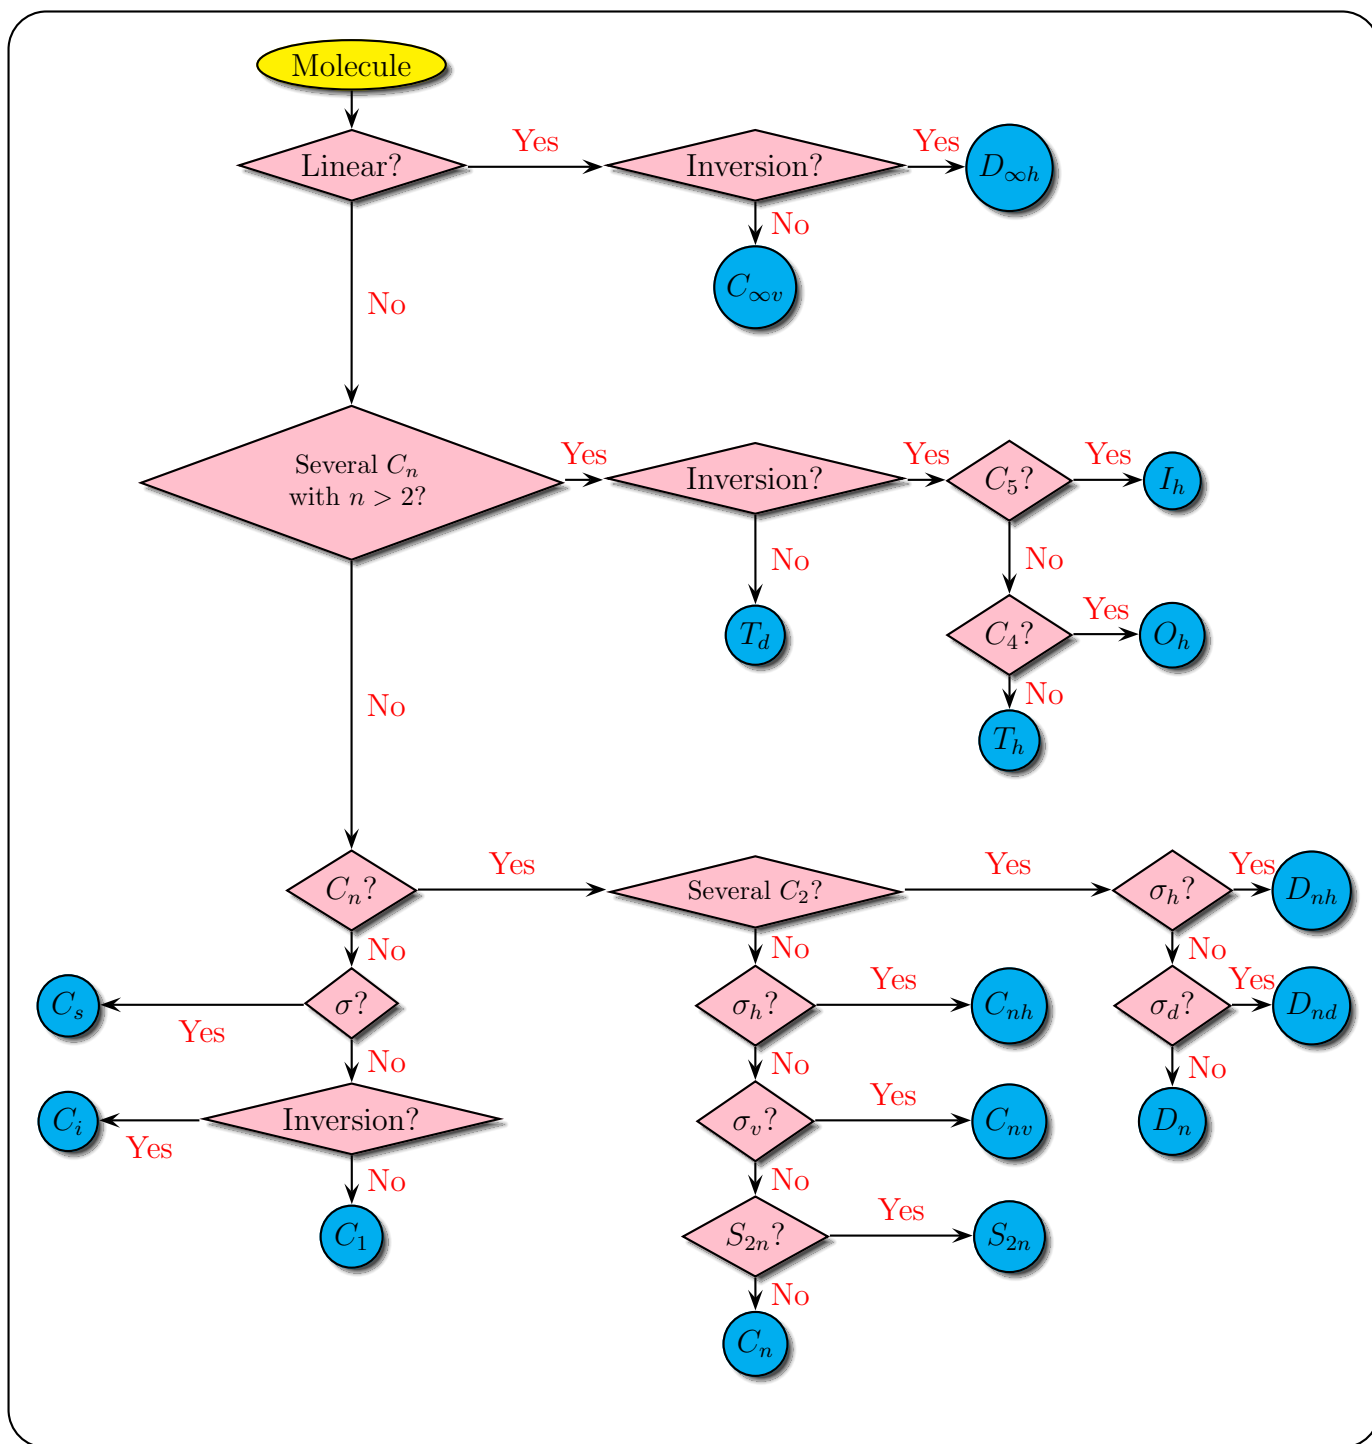 Molecule
Linear?
Yes
Inversion?
Yes
D∞h
No
C∞v
No
Several Cn
with n > 2?
Yes
Inversion?
Yes
C5?
Yes
Ih
No
Td
No
C4?
Yes
Oh
No
Th
No
Cn?
Yes
Several C2?
Yes
σh?
Yes
Dnh
No
σ?
Yes
Cs
No
σh?
Yes
Cnh
No
σd?
Yes
Dnd
No
Dn
No
Inversion?
Yes
Ci
No
C1
No
σv?
Yes
Cnv
No
S2n?
Yes
S2n
No
Cn